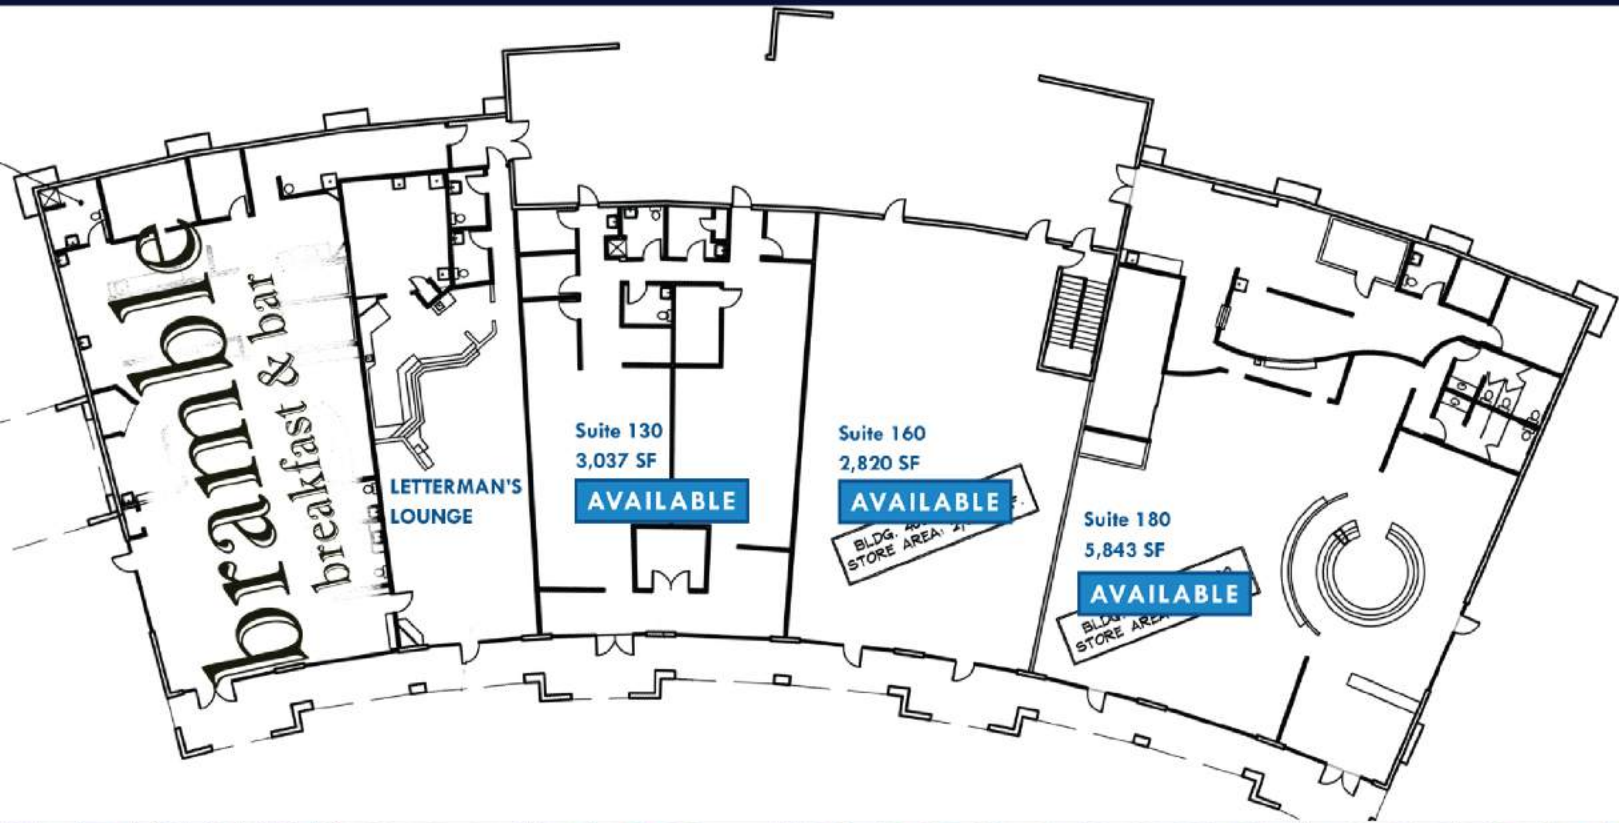 bramble
breakfast & bar
LETTERMAN'S
LOUNGE
Suite 130
3,037 SF
AVAILABLE
Suite 160
2,820 SF
AVAILABLE
BLDG.
STORE AREA:
Suite 180
5,843 SF
AVAILABLE
BLDG.
STORE AREA